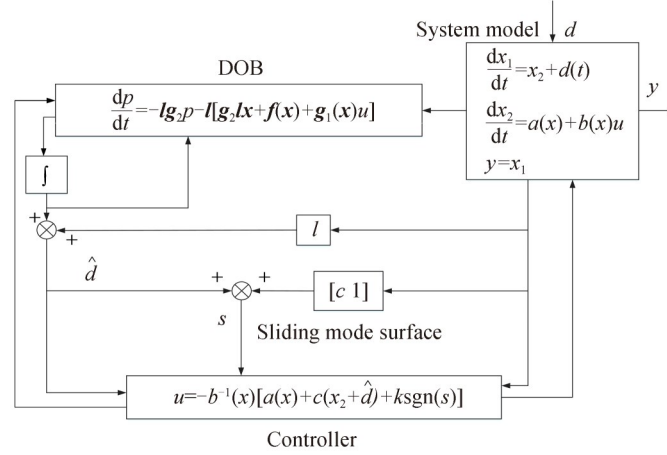 System model
d
dx₁/dt=x₂+d(t)
dx₂/dt=a(x)+b(x)u
y=x₁
y
DOB
dp/dt=-lg₂p-l[g₂lx+f(x)+g₁(x)u]
∫
+
+
l
d̂
+
+
[c 1]
s
Sliding mode surface
u=-b⁻¹(x)[a(x)+c(x₂+d̂)+ksgn(s)]
Controller